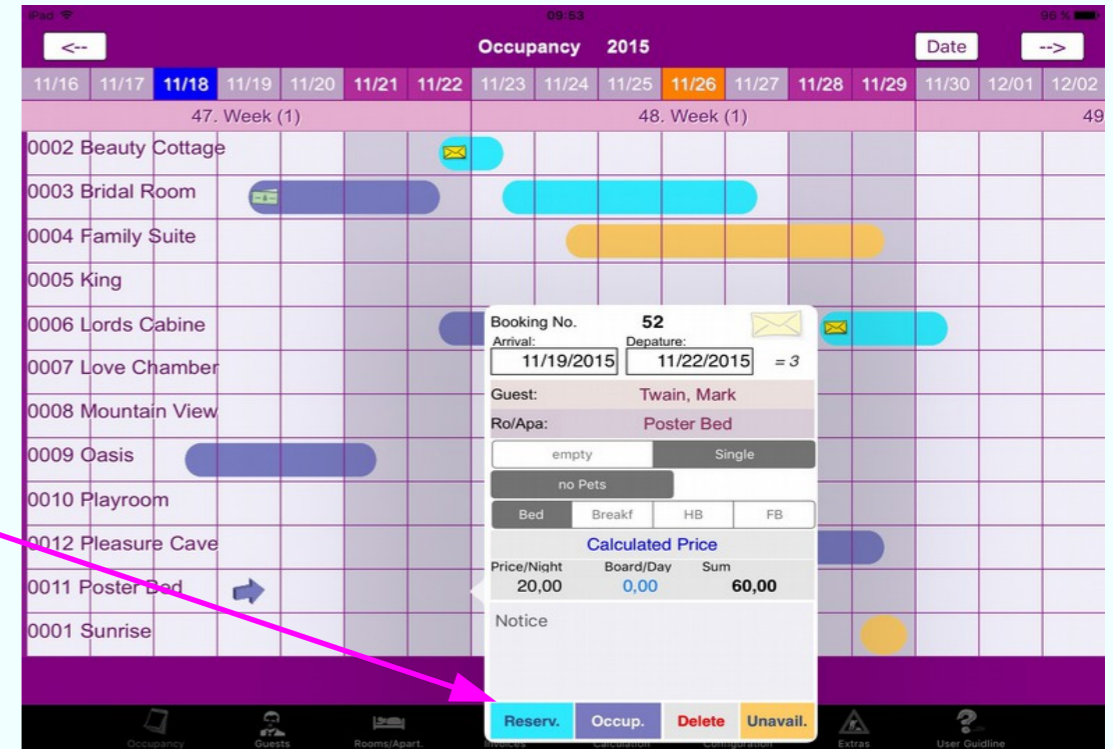 iPad 09:53 96 %
<-- Occupancy 2015 Date -->
11/16 11/17 11/18 11/19 11/20 11/21 11/22 11/23 11/24 11/25 11/26 11/27 11/28 11/29 11/30 12/01 12/02
47. Week (1) 48. Week (1) 49
0002 Beauty Cottage
0003 Bridal Room
0004 Family Suite
0005 King
0006 Lords Cabine
0007 Love Chamber
0008 Mountain View
0009 Oasis
0010 Playroom
0012 Pleasure Cave
0011 Poster Bed
0001 Sunrise
Booking No. 52
Arrival: Depature:
11/19/2015 11/22/2015 = 3
Guest: Twain, Mark
Ro/Apa: Poster Bed
empty Single
no Pets
Bed Breakf HB FB
Calculated Price
Price/Night Board/Day Sum
20,00 0,00 60,00
Notice
Reserv. Occup. Delete Unavail.
Occupancy Guests Rooms/Apart. Invoices Calculation Configuration Extras User Guidline